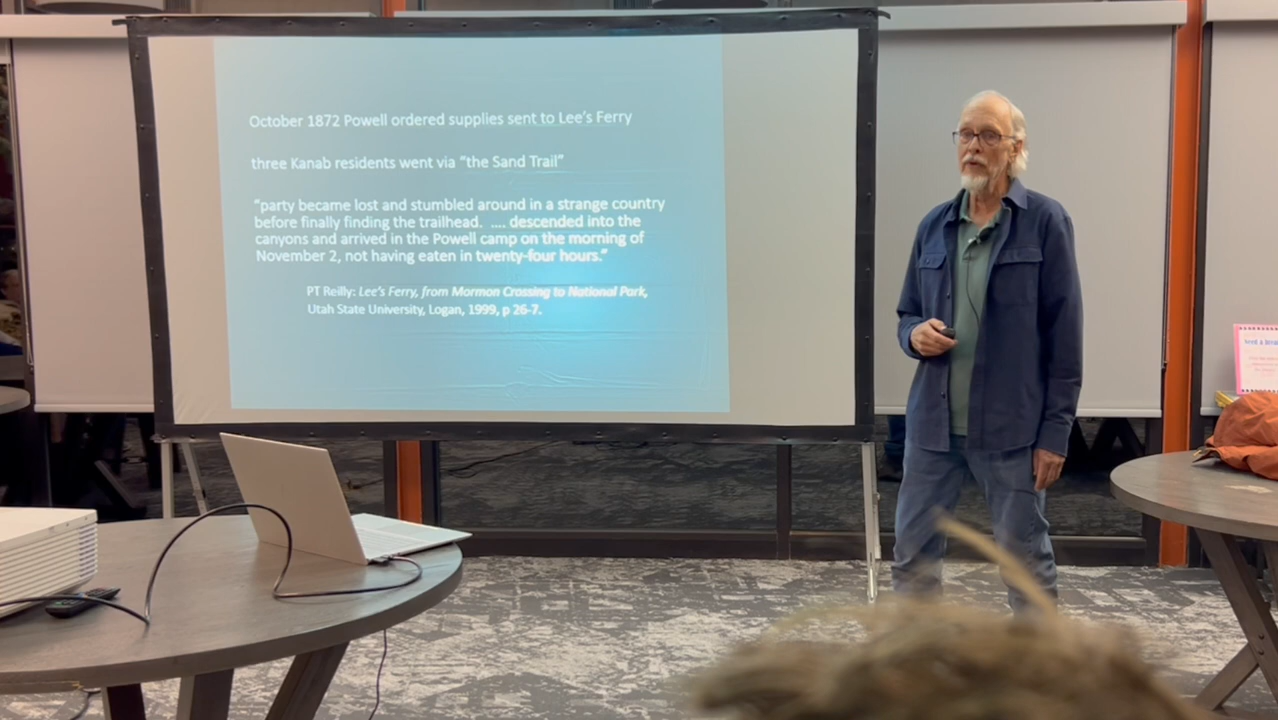 October 1872 Powell ordered supplies sent to Lee's Ferry
three Kanab residents went via "the Sand Trail"
"party became lost and stumbled around in a strange country
before finally finding the trailhead. .... descended into the
canyons and arrived in the Powell camp on the morning of
November 2, not having eaten in twenty-four hours."
PT Reilly: Lee's Ferry, from Mormon Crossing to National Park,
Utah State University, Logan, 1999, p 26-7.